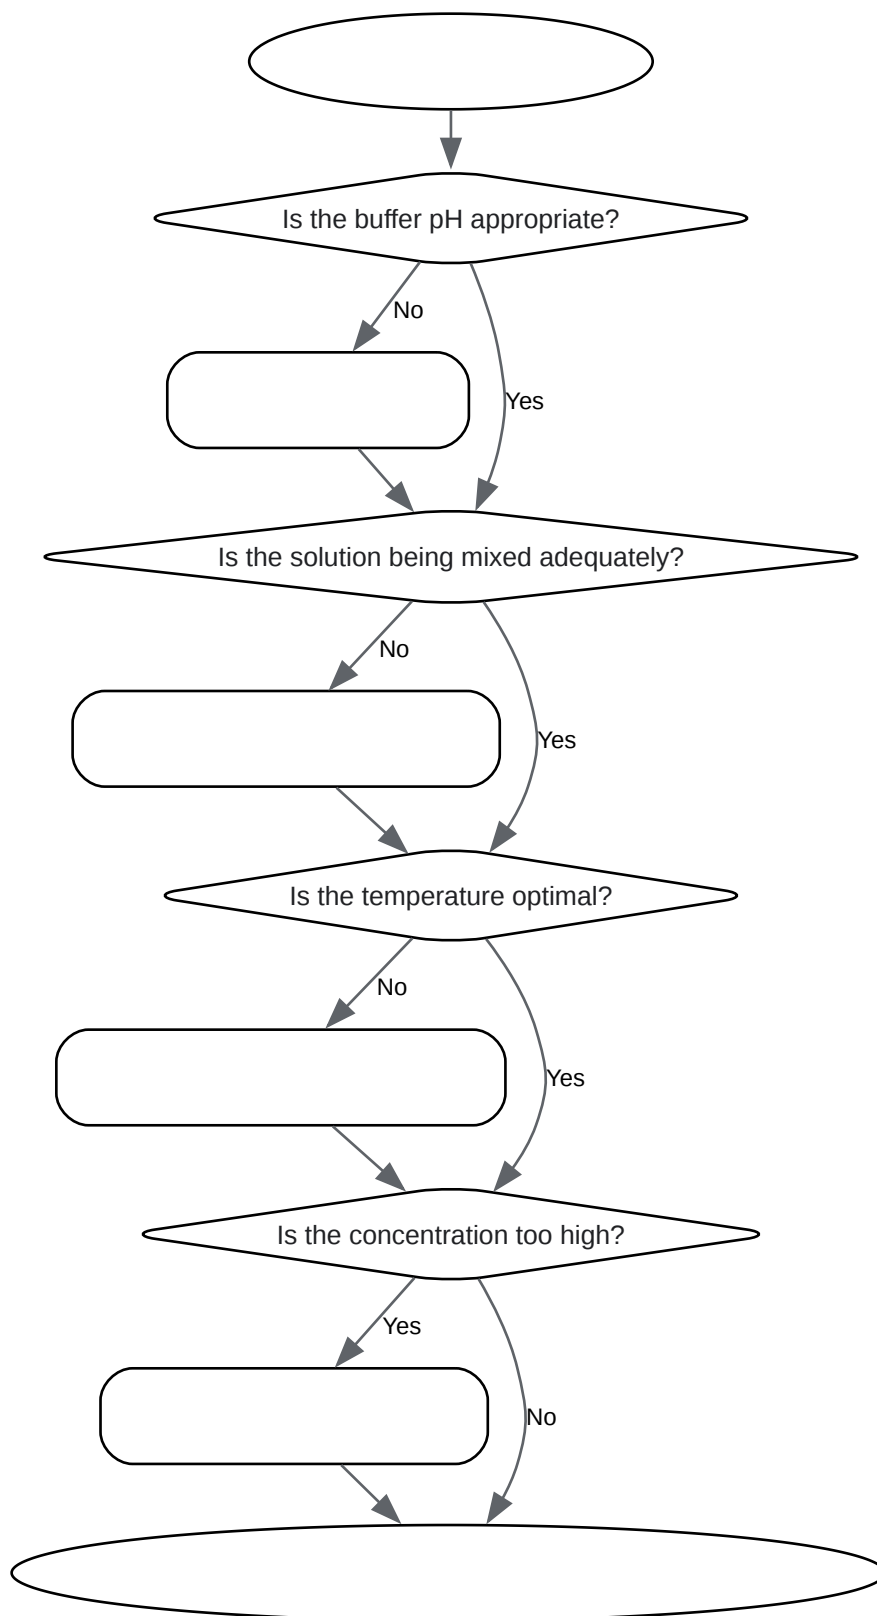 Is the buffer pH appropriate?
No
Yes
Is the solution being mixed adequately?
No
Yes
Is the temperature optimal?
No
Yes
Is the concentration too high?
Yes
No